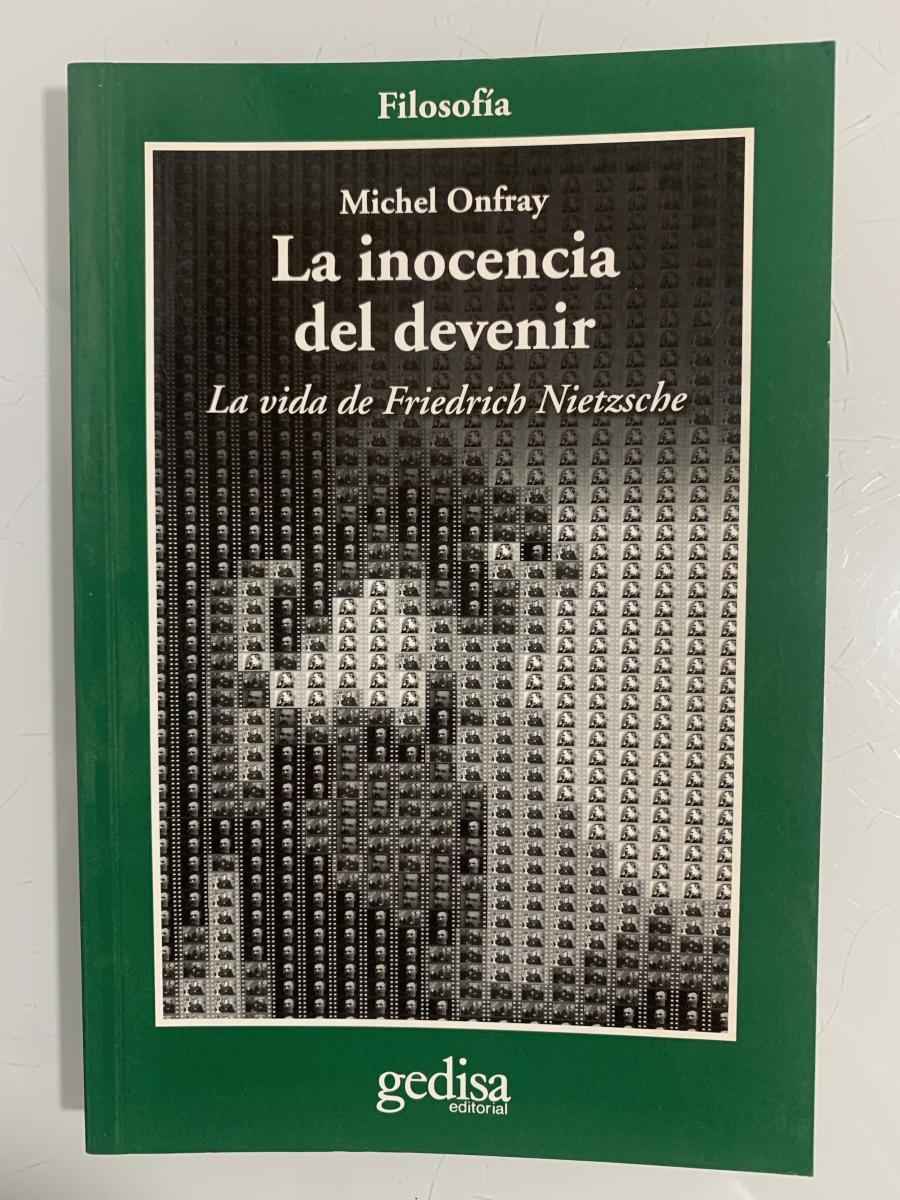 Filosofía
Michel Onfray
La inocencia
del devenir
La vida de Friedrich Nietzsche
gedisa
editorial